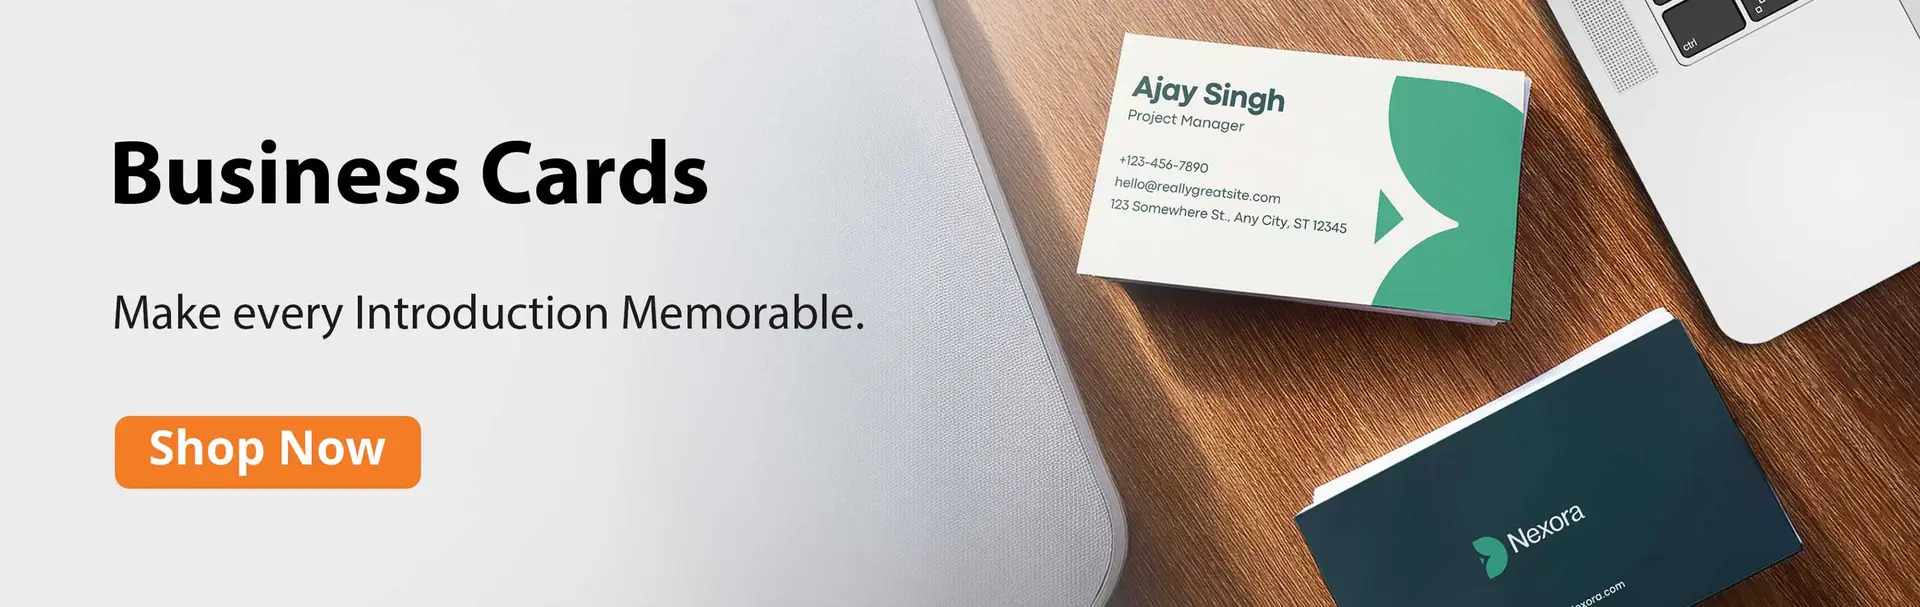 Business Cards
Make every Introduction Memorable.
Shop Now
Ajay Singh
Project Manager
+123-456-7890
hello@reallygreatsite.com
123 Somewhere St., Any City, ST 12345
ctrl
Nexora